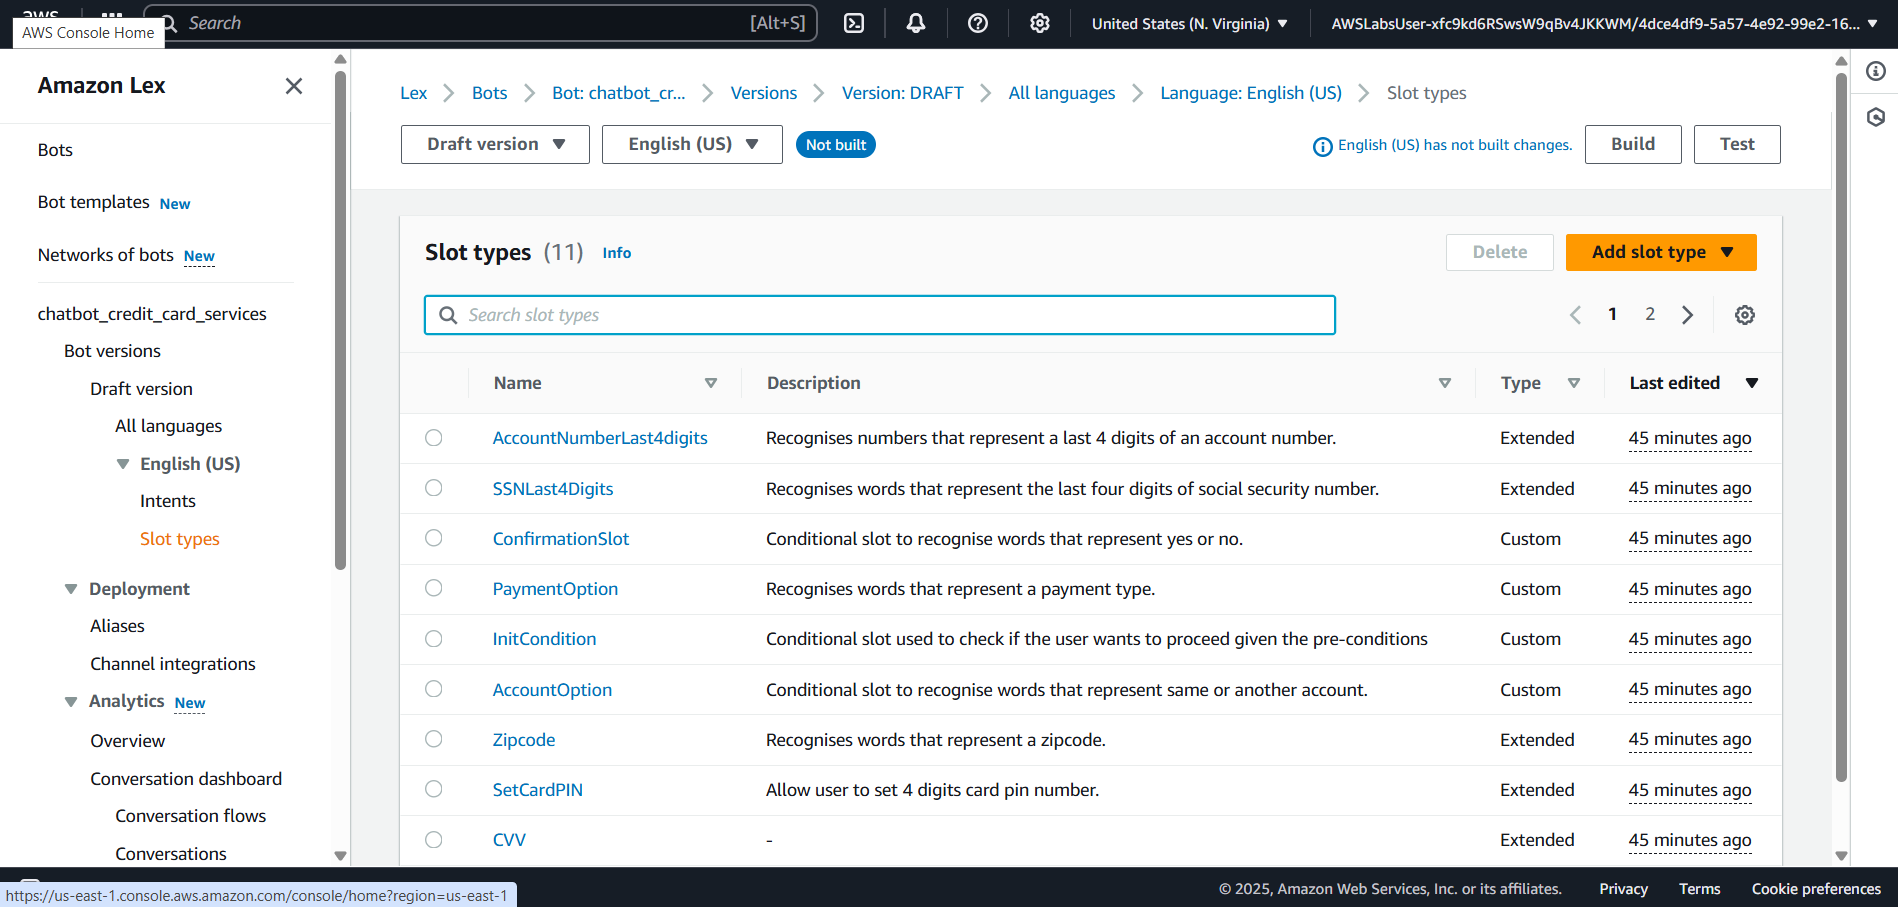 aws
Search
[Alt+S]
United States (N. Virginia)
AWSLabsUser-xfc9kd6RSwsW9qBv4JKKWM/4dce4df9-5a57-4e92-99e2-16...
AWS Console Home
Amazon Lex
Bots
Bot templates New
Networks of bots New
chatbot_credit_card_services
Bot versions
Draft version
All languages
English (US)
Intents
Slot types
Deployment
Aliases
Channel integrations
Analytics New
Overview
Conversation dashboard
Conversation flows
Conversations
Lex > Bots > Bot: chatbot_cr... > Versions > Version: DRAFT > All languages > Language: English (US) > Slot types
Draft version
English (US)
Not built
English (US) has not built changes.
Build
Test
Slot types (11) Info
Delete
Add slot type
Search slot types
1 2
Name Description Type Last edited
AccountNumberLast4digits Recognises numbers that represent a last 4 digits of an account number. Extended 45 minutes ago
SSNLast4Digits Recognises words that represent the last four digits of social security number. Extended 45 minutes ago
ConfirmationSlot Conditional slot to recognise words that represent yes or no. Custom 45 minutes ago
PaymentOption Recognises words that represent a payment type. Custom 45 minutes ago
InitCondition Conditional slot used to check if the user wants to proceed given the pre-conditions Custom 45 minutes ago
AccountOption Conditional slot to recognise words that represent same or another account. Custom 45 minutes ago
Zipcode Recognises words that represent a zipcode. Extended 45 minutes ago
SetCardPIN Allow user to set 4 digits card pin number. Extended 45 minutes ago
CVV - Extended 45 minutes ago
https://us-east-1.console.aws.amazon.com/console/home?region=us-east-1
© 2025, Amazon Web Services, Inc. or its affiliates. Privacy Terms Cookie preferences